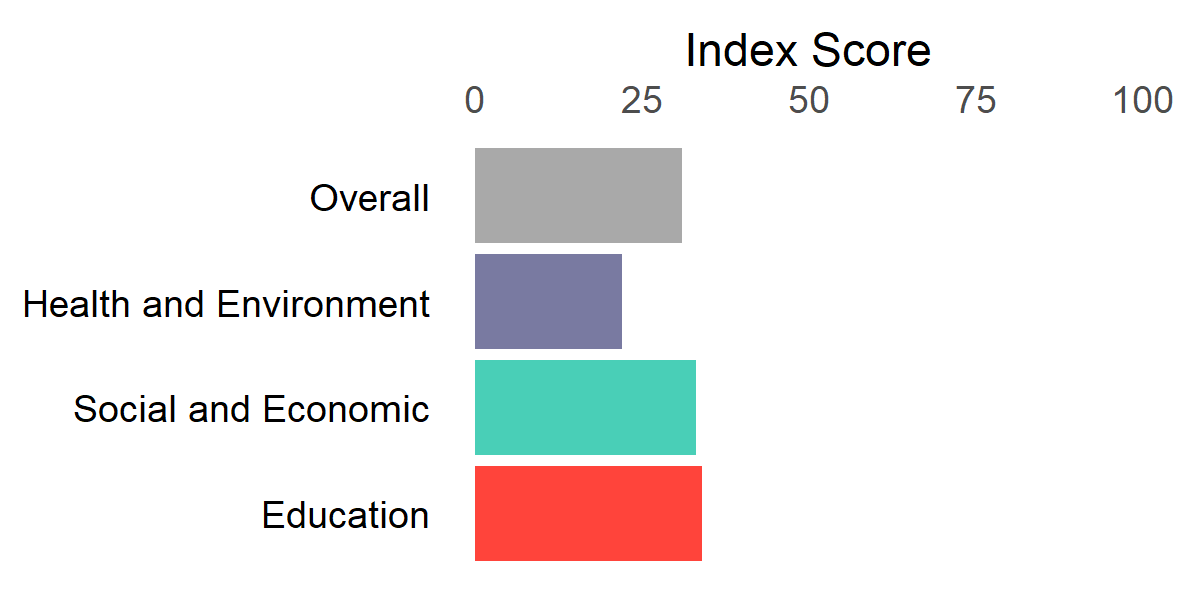 Index Score
0 25 50 75 100
Overall
Health and Environment
Social and Economic
Education